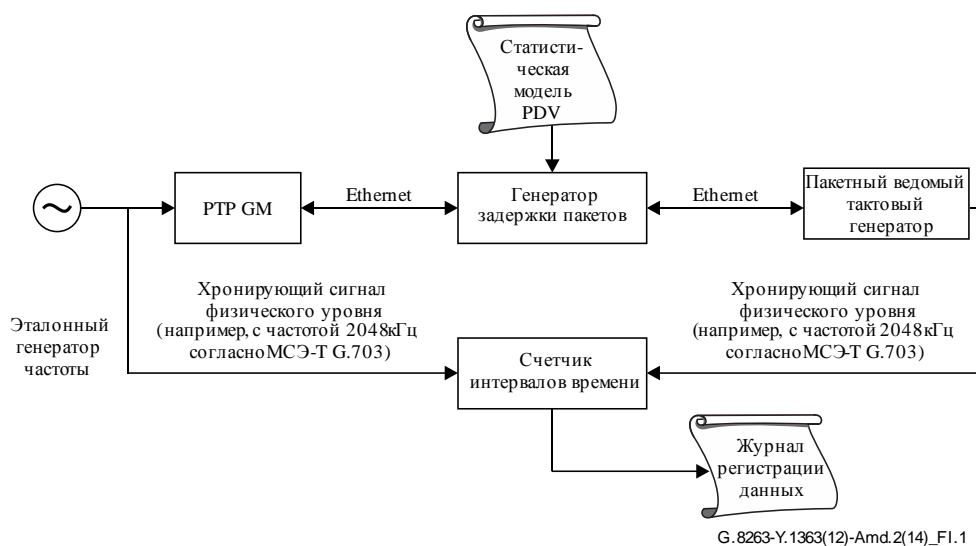 Статисти-
ческая
модель
PDV
PTP GM
Ethernet
Генератор
задержки пакетов
Ethernet
Пакетный ведомый
тактовый
генератор
Эталонный
генератор
частоты
Хронирующий сигнал
физического уровня
(например, с частотой 2048кГц
согласноМСЭ-Т G.703)
Хронирующий сигнал
физического уровня
(например, с частотой 2048кГц
согласноМСЭ-Т G.703)
Счетчик
интервалов времени
Журнал
регистрации
данных
G.8263-Y.1363(12)-Amd.2(14)_FI.1